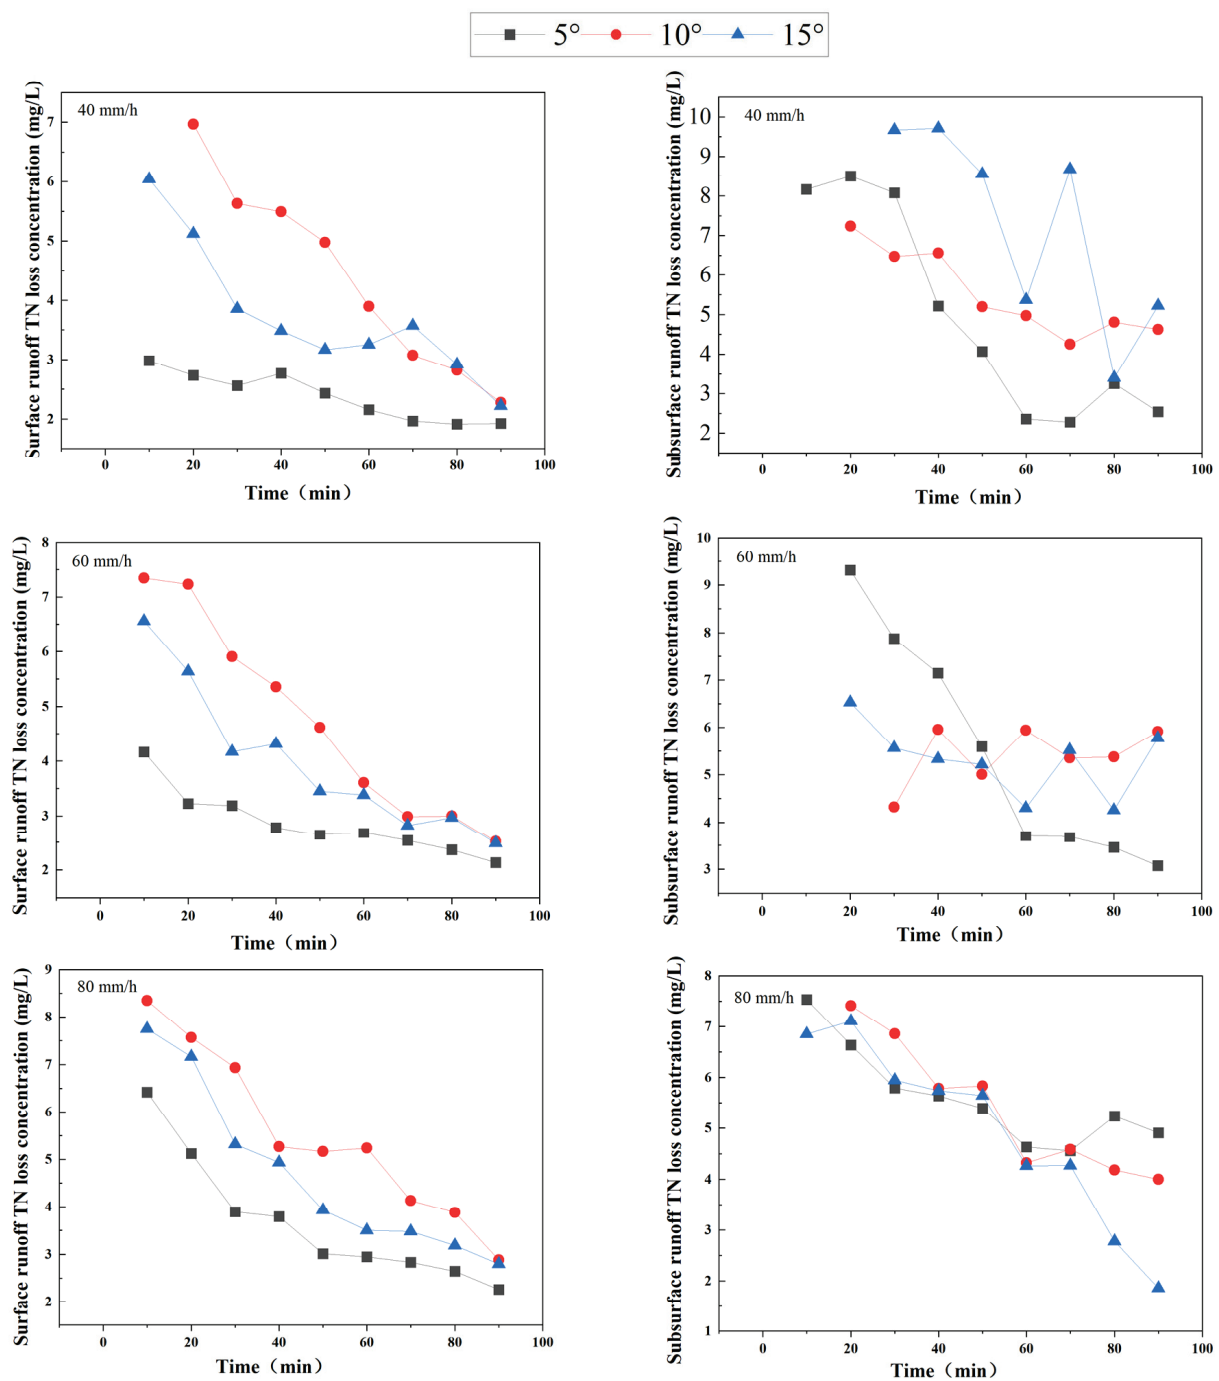 5° 10° 15°
40 mm/h
Surface runoff TN loss concentration (mg/L)
7
6
5
4
3
2
0 20 40 60 80 100
Time（min）
40 mm/h
Subsurface runoff TN loss concentration (mg/L)
10
9
8
7
6
5
4
3
2
0 20 40 60 80 100
Time（min）
60 mm/h
Surface runoff TN loss concentration (mg/L)
8
7
6
5
4
3
2
0 20 40 60 80 100
Time（min）
60 mm/h
Subsurface runoff TN loss concentration (mg/L)
10
9
8
7
6
5
4
3
0 20 40 60 80 100
Time（min）
80 mm/h
Surface runoff TN loss concentration (mg/L)
9
8
7
6
5
4
3
2
0 20 40 60 80 100
Time（min）
80 mm/h
Subsurface runoff TN loss concentration (mg/L)
8
7
6
5
4
3
2
1
0 20 40 60 80 100
Time（min）